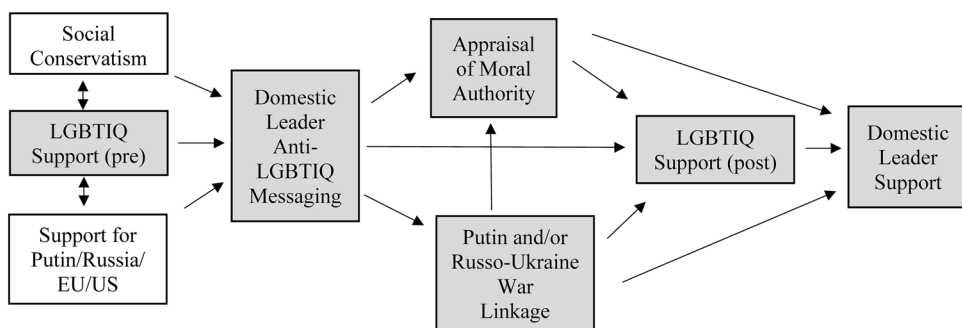 Social
Conservatism
LGBTIQ
Support (pre)
Support for
Putin/Russia/
EU/US
Domestic
Leader
Anti-
LGBTIQ
Messaging
Appraisal
of Moral
Authority
Putin and/or
Russo-Ukraine
War
Linkage
LGBTIQ
Support (post)
Domestic
Leader
Support